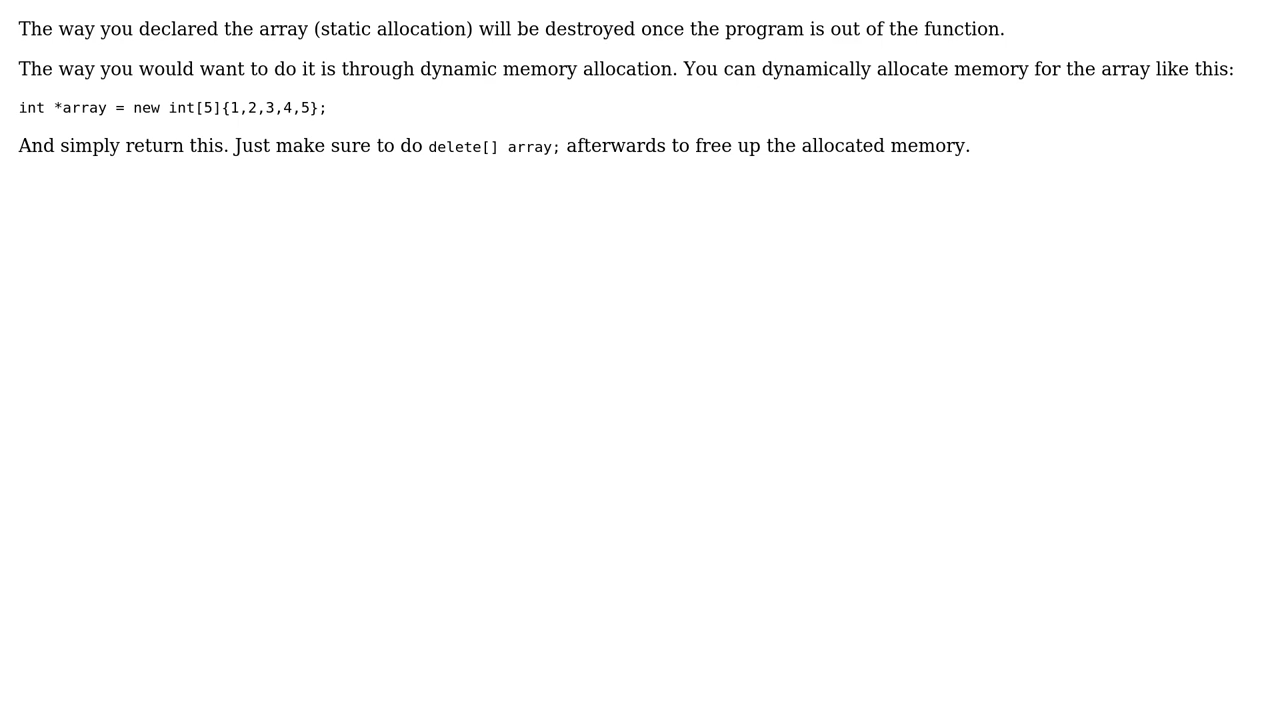 The way you declared the array (static allocation) will be destroyed once the program is out of the function.
The way you would want to do it is through dynamic memory allocation. You can dynamically allocate memory for the array like this:
int *array = new int[5]{1,2,3,4,5};
And simply return this. Just make sure to do delete[] array; afterwards to free up the allocated memory.